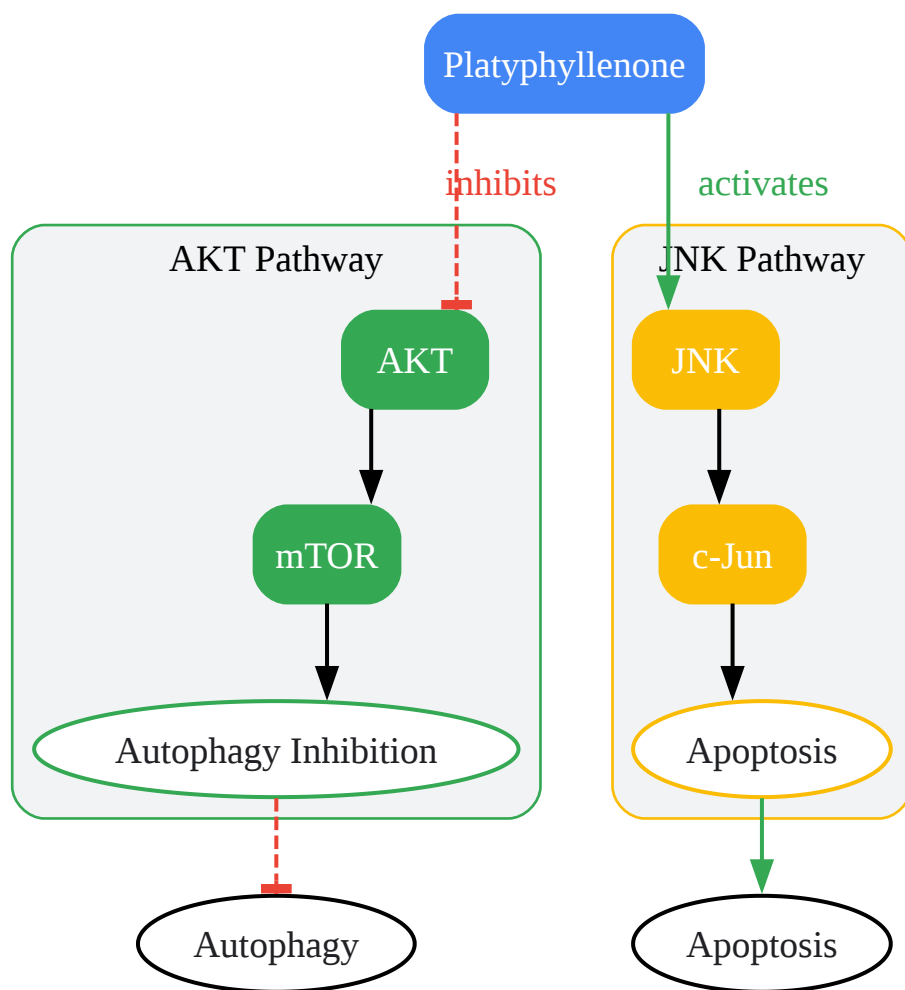 Platyphyllenone
inhibits
activates
AKT Pathway
JNK Pathway
AKT
JNK
mTOR
c-Jun
Autophagy Inhibition
Apoptosis
Autophagy
Apoptosis